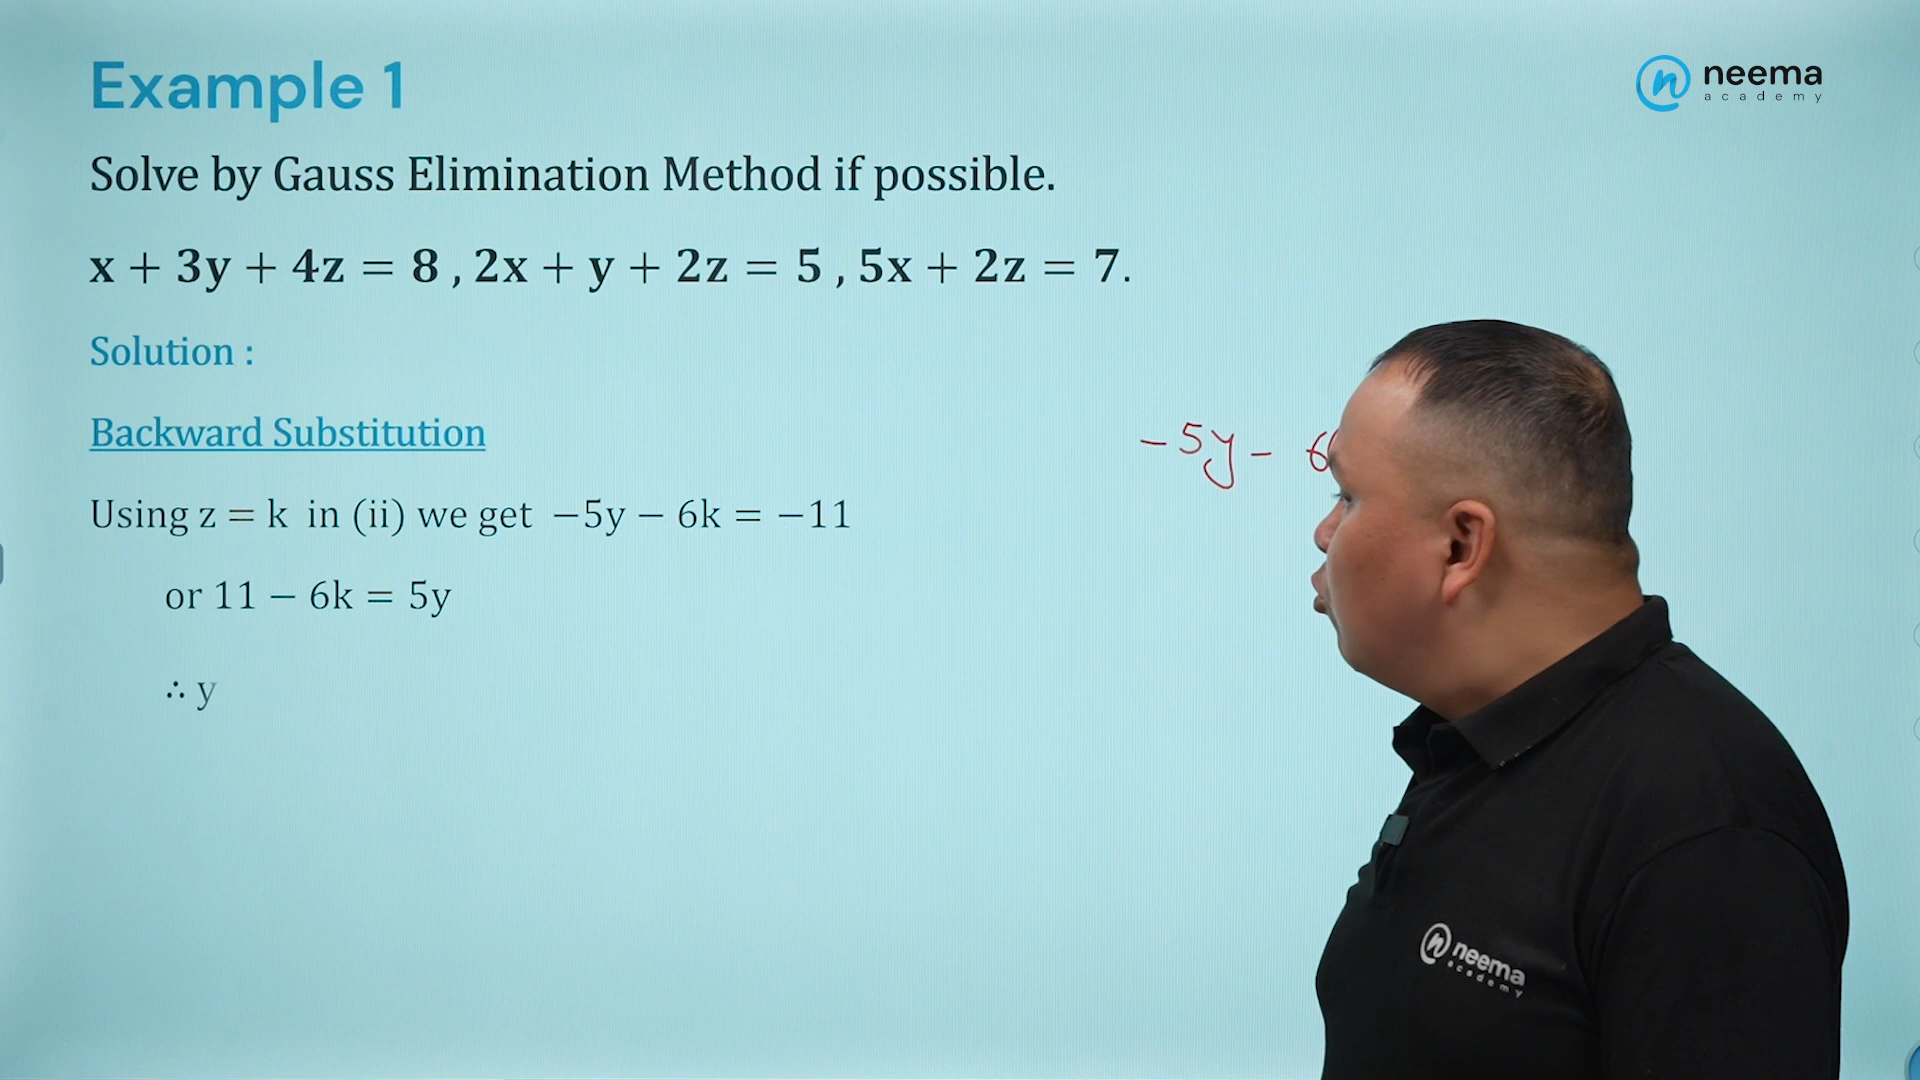 Example 1
neema
academy
Solve by Gauss Elimination Method if possible.
x + 3y + 4z = 8 , 2x + y + 2z = 5 , 5x + 2z = 7.
Solution :
Backward Substitution
-5y - 6
Using z = k in (ii) we get −5y − 6k = −11
or 11 − 6k = 5y
∴ y
neema
academy